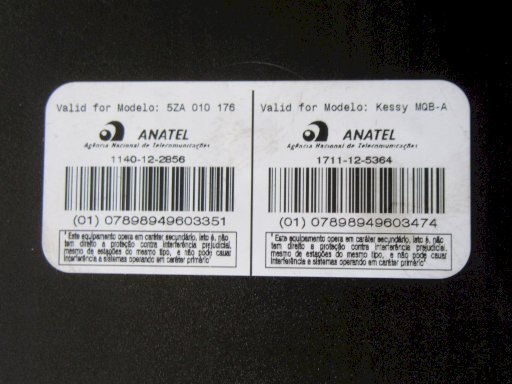 Valid for Modelo: 5ZA 010 176
ANATEL
Agência Nacional de Telecomunicações
1140-12-2856
(01) 07898949603351
"Este equipamento opera em caráter secundário, isto é, não
tem direito a proteção contra interferência prejudicial,
mesmo de estações do mesmo tipo, e não pode causar
interferência a sistemas operando em caráter primário"
Valid for Modelo: Kessy MQB-A
ANATEL
Agência Nacional de Telecomunicações
1711-12-5364
(01) 07898949603474
"Este equipamento opera em caráter secundário, isto é, não
tem direito a proteção contra interferência prejudicial,
mesmo de estações do mesmo tipo, e não pode causar
interferência a sistemas operando em caráter primário"